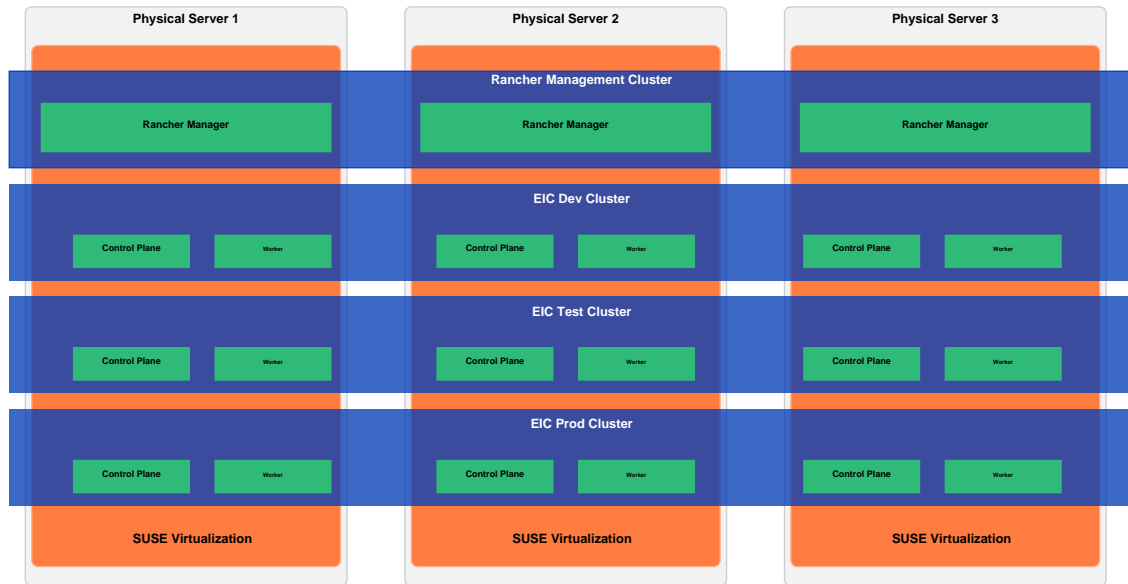 Physical Server 1
Physical Server 2
Physical Server 3
Rancher Management Cluster
Rancher Manager
Rancher Manager
Rancher Manager
EIC Dev Cluster
Control Plane
Worker
Control Plane
Worker
Control Plane
Worker
EIC Test Cluster
Control Plane
Worker
Control Plane
Worker
Control Plane
Worker
EIC Prod Cluster
Control Plane
Worker
Control Plane
Worker
Control Plane
Worker
SUSE Virtualization
SUSE Virtualization
SUSE Virtualization